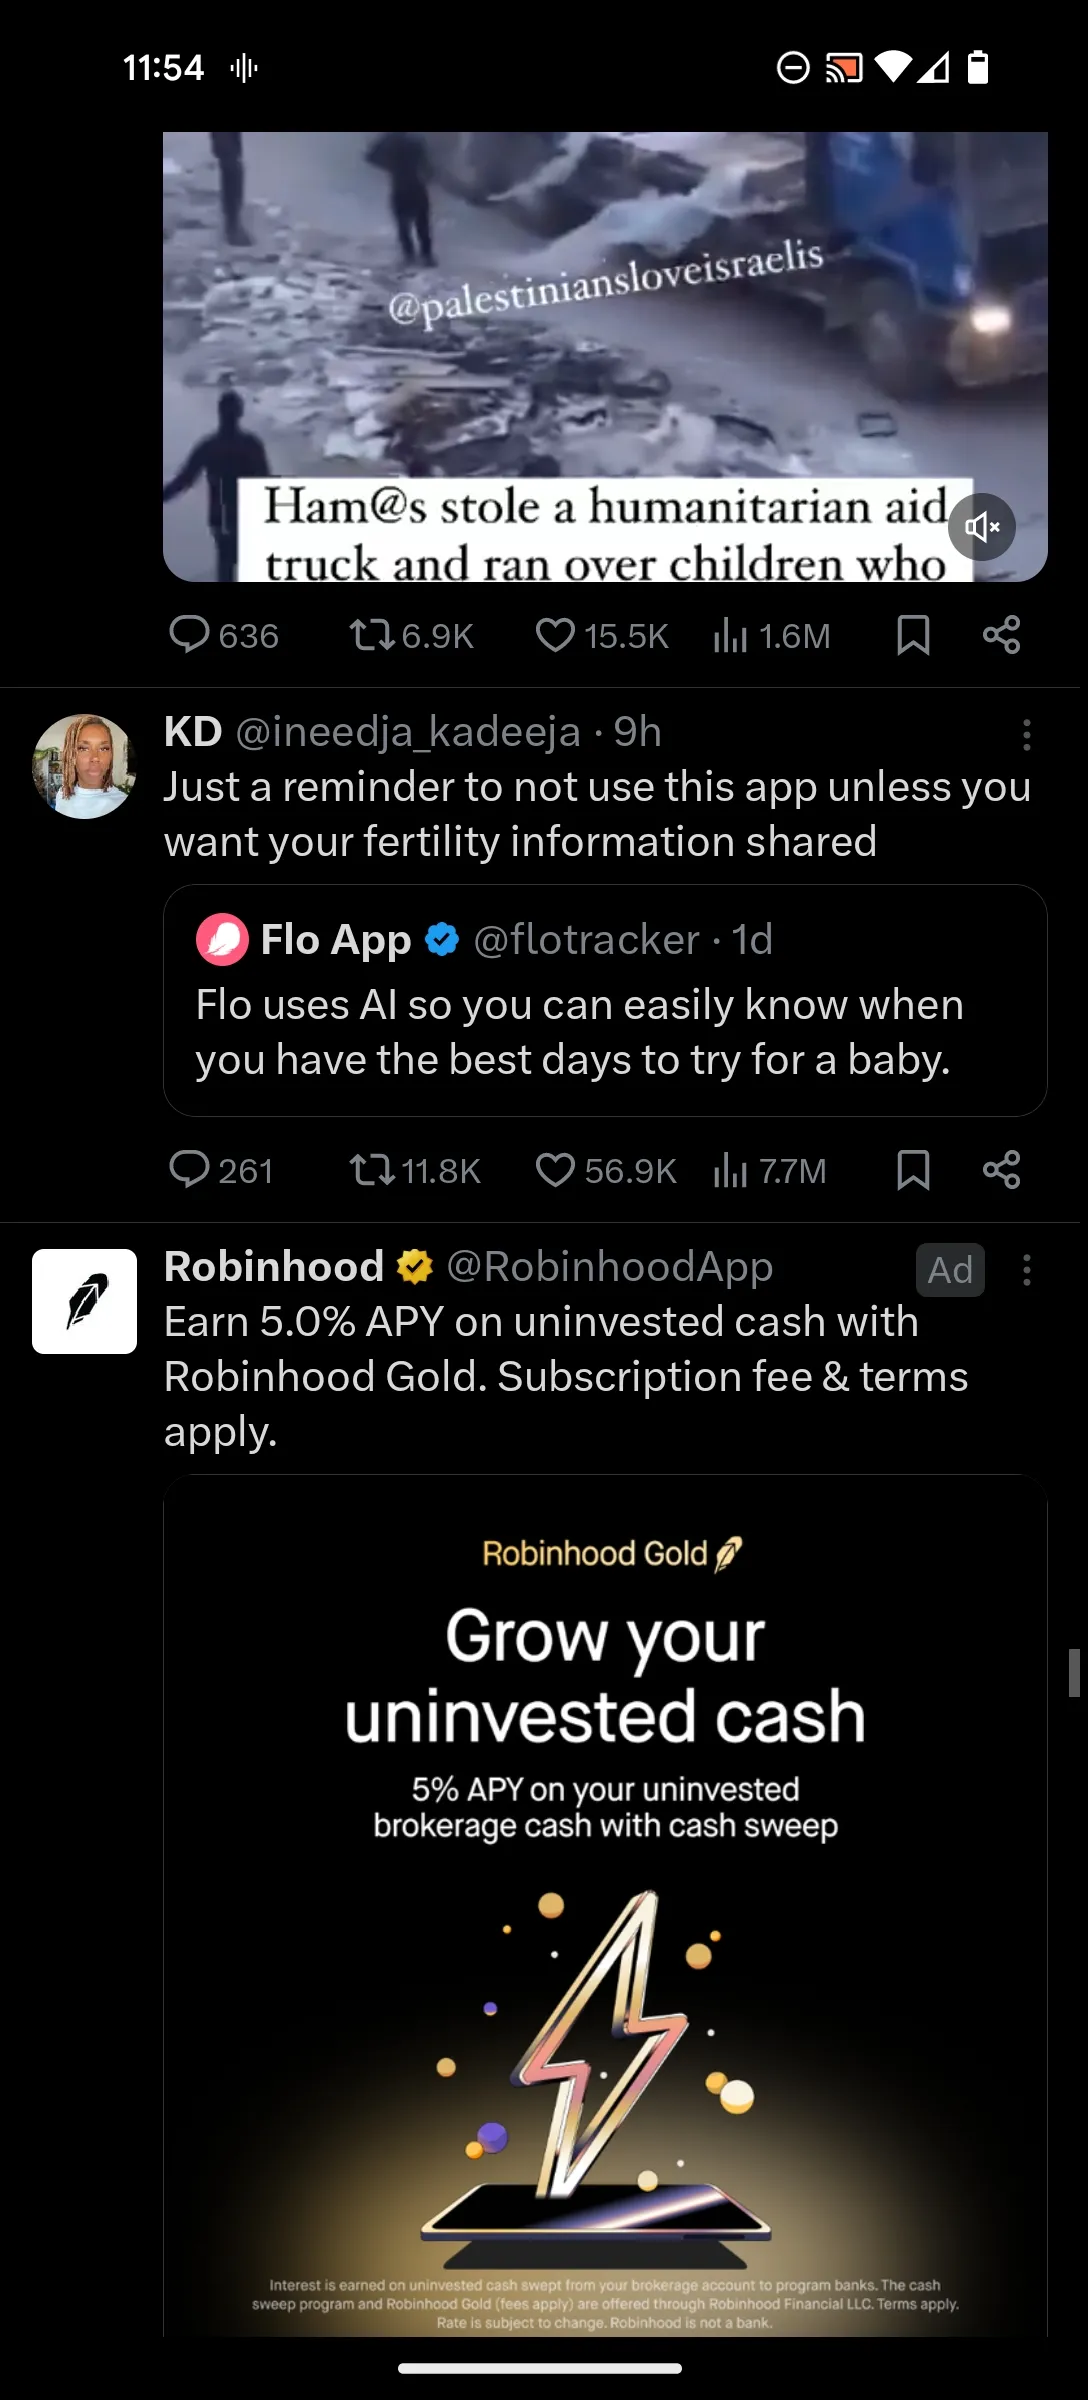 11:54
@palestiniansloveisraelis
Ham@s stole a humanitarian aid
truck and ran over children who
636 6.9K 15.5K 1.6M
KD @ineedja_kadeeja · 9h
Just a reminder to not use this app unless you
want your fertility information shared
Flo App @flotracker · 1d
Flo uses AI so you can easily know when
you have the best days to try for a baby.
261 11.8K 56.9K 7.7M
Robinhood @RobinhoodApp Ad
Earn 5.0% APY on uninvested cash with
Robinhood Gold. Subscription fee & terms
apply.
Robinhood Gold
Grow your
uninvested cash
5% APY on your uninvested
brokerage cash with cash sweep
Interest is earned on uninvested cash swept from your brokerage account to program banks. The cash
sweep program and Robinhood Gold (fees apply) are offered through Robinhood Financial LLC. Terms apply.
Rate is subject to change. Robinhood is not a bank.